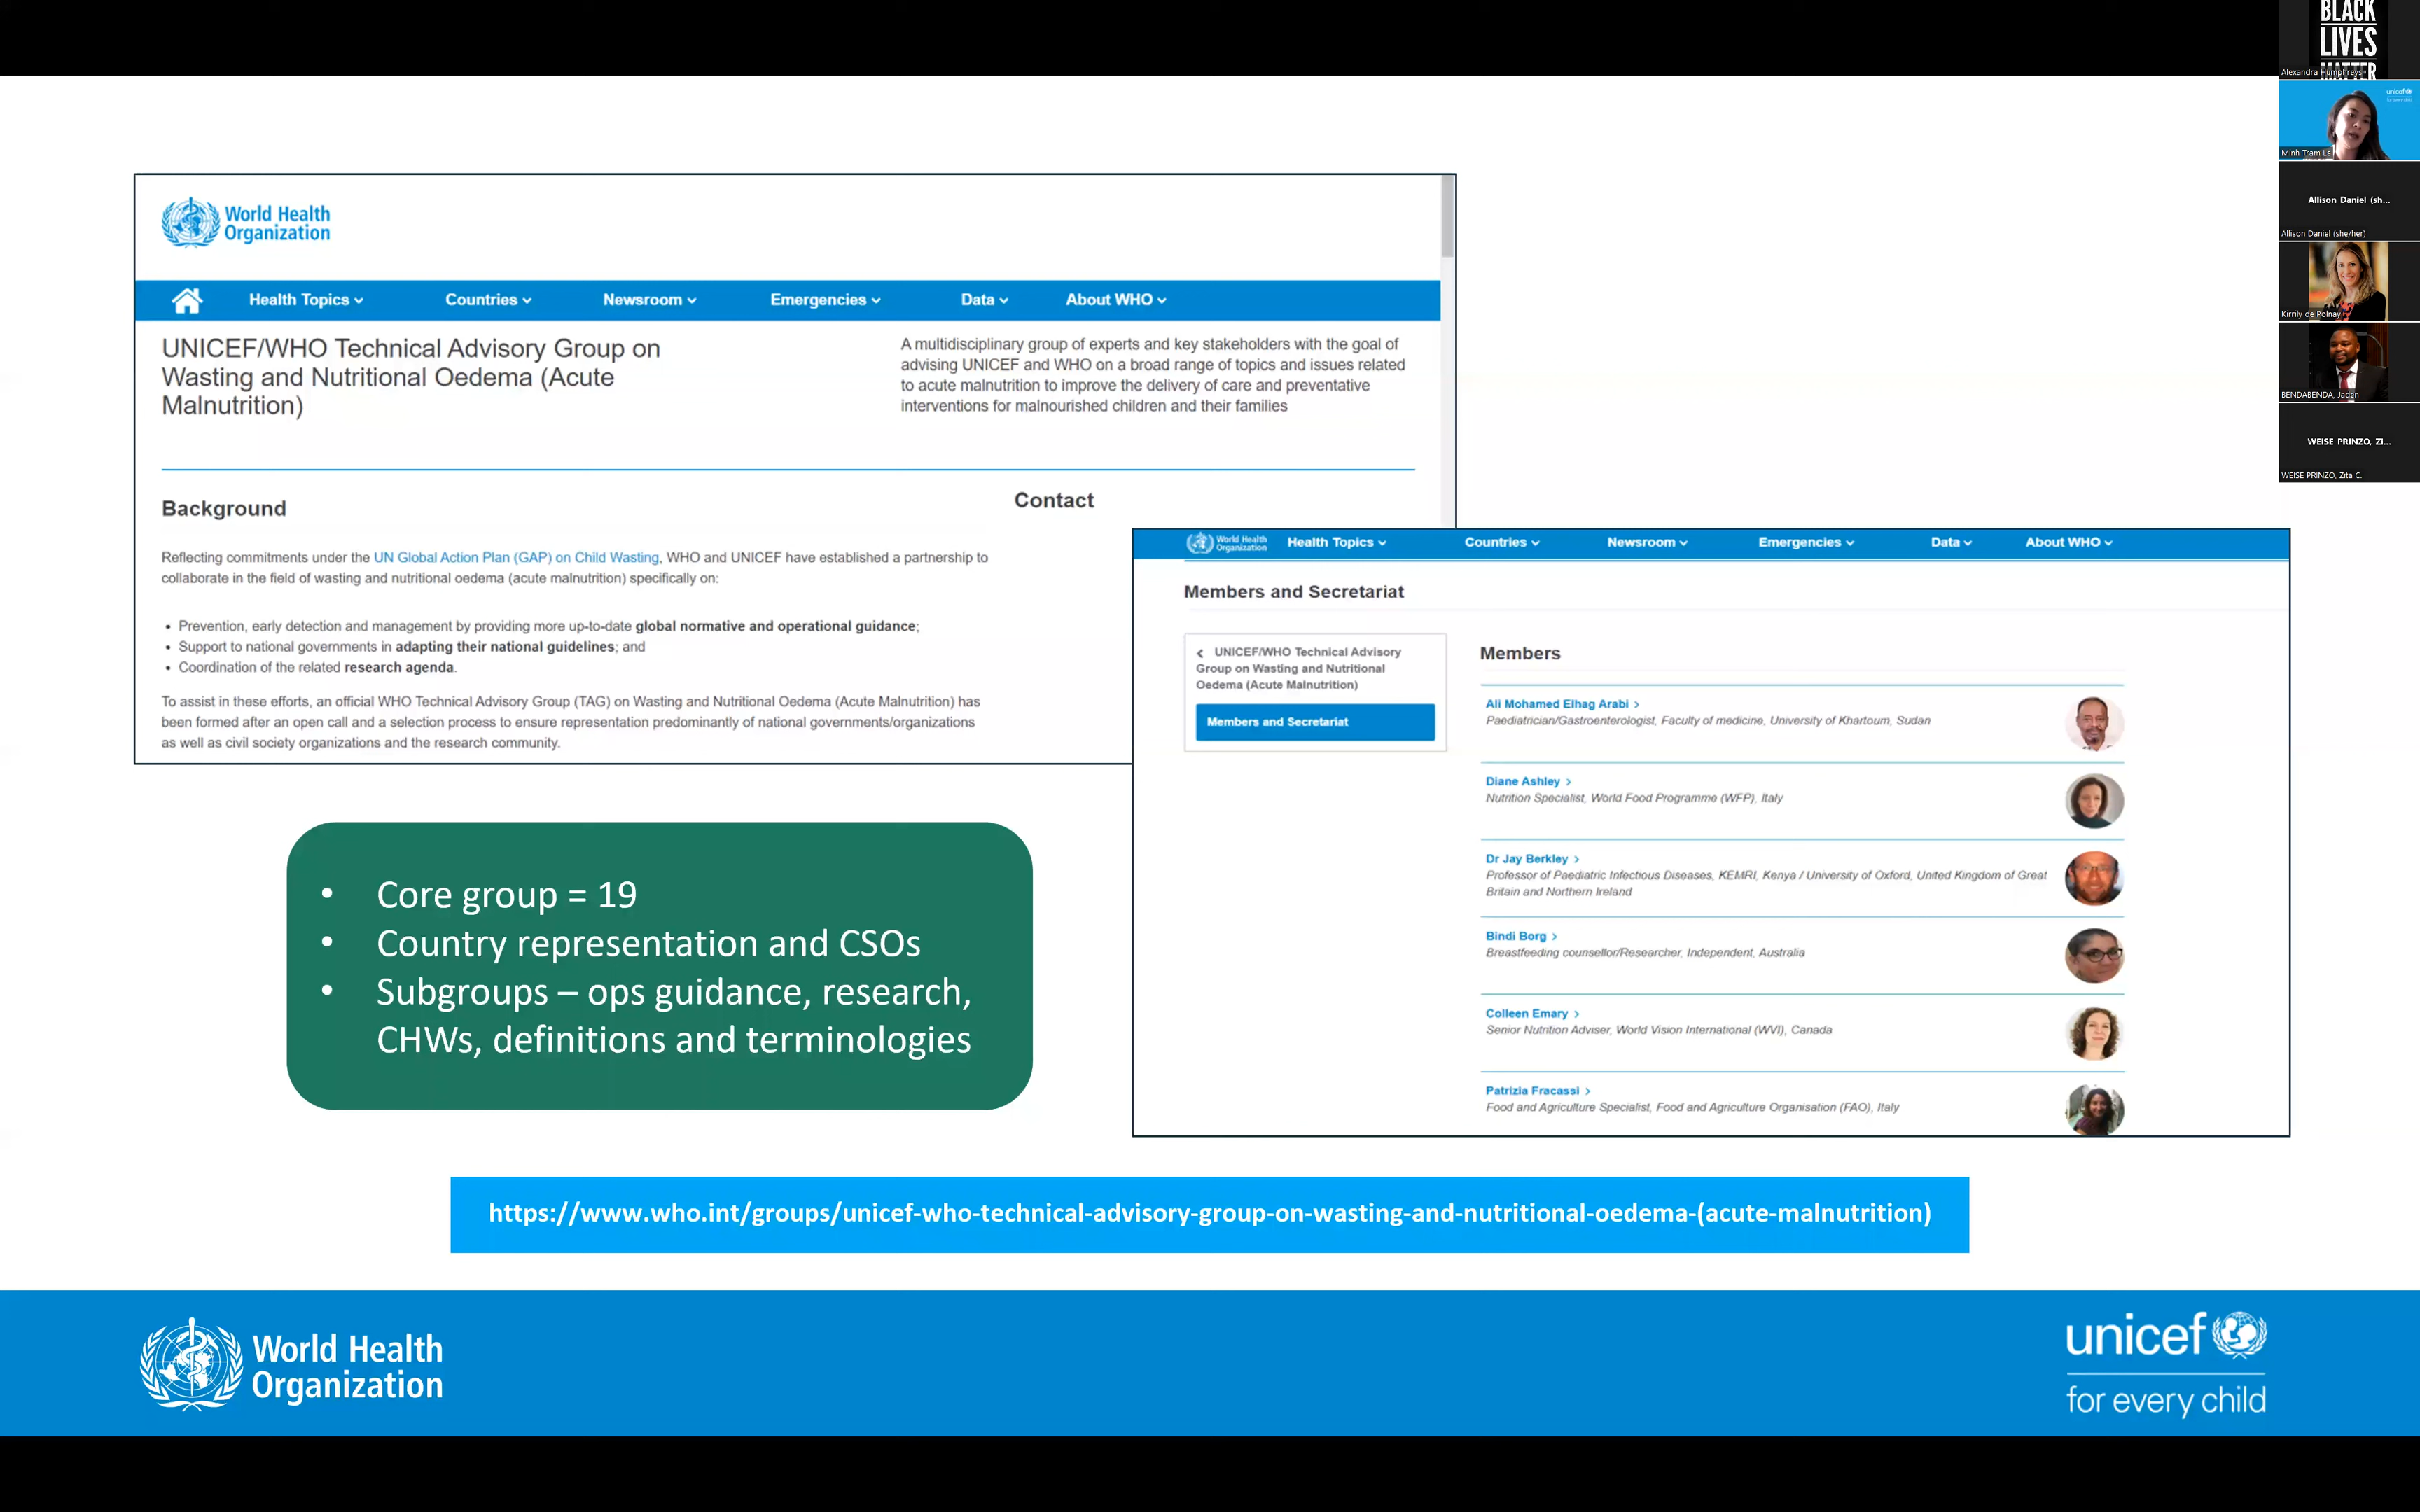 World Health
Organization
Health Topics
Countries
Newsroom
Emergencies
Data
About WHO
UNICEF/WHO Technical Advisory Group on
Wasting and Nutritional Oedema (Acute
Malnutrition)
A multidisciplinary group of experts and key stakeholders with the goal of
advising UNICEF and WHO on a broad range of topics and issues related
to acute malnutrition to improve the delivery of care and preventative
interventions for malnourished children and their families
Background
Contact
Reflecting commitments under the UN Global Action Plan (GAP) on Child Wasting, WHO and UNICEF have established a partnership to
collaborate in the field of wasting and nutritional oedema (acute malnutrition) specifically on:
• Prevention, early detection and management by providing more up-to-date global normative and operational guidance;
• Support to national governments in adapting their national guidelines; and
• Coordination of the related research agenda.
To assist in these efforts, an official WHO Technical Advisory Group (TAG) on Wasting and Nutritional Oedema (Acute Malnutrition) has
been formed after an open call and a selection process to ensure representation predominantly of national governments/organizations
as well as civil society organizations and the research community.
World Health
Organization
Health Topics
Countries
Newsroom
Emergencies
Data
About WHO
Members and Secretariat
UNICEF/WHO Technical Advisory
Group on Wasting and Nutritional
Oedema (Acute Malnutrition)
Members and Secretariat
Members
Ali Mohamed Elhag Arabi
Paediatrician/Gastroenterologist, Faculty of medicine, University of Khartoum, Sudan
Diane Ashley
Nutrition Specialist, World Food Programme (WFP), Italy
Dr Jay Berkley
Professor of Paediatric Infectious Diseases, KEMRI, Kenya / University of Oxford, United Kingdom of Great
Britain and Northern Ireland
Bindi Borg
Breastfeeding counsellor/Researcher, Independent, Australia
Colleen Emary
Senior Nutrition Adviser, World Vision International (WVI), Canada
Patrizia Fracassi
Food and Agriculture Specialist, Food and Agriculture Organisation (FAO), Italy
• Core group = 19
• Country representation and CSOs
• Subgroups – ops guidance, research,
CHWs, definitions and terminologies
https://www.who.int/groups/unicef-who-technical-advisory-group-on-wasting-and-nutritional-oedema-(acute-malnutrition)
World Health
Organization
unicef
for every child
BLACK
LIVES
MATTER
Alexandra Humphreys
unicef
for every child
Minh Tram Le
Allison Daniel (sh...
Allison Daniel (she/her)
Kirrily de Polnay
BENDABENDA, Jaden
WEISE PRINZO, Zi...
WEISE PRINZO, Zita C.